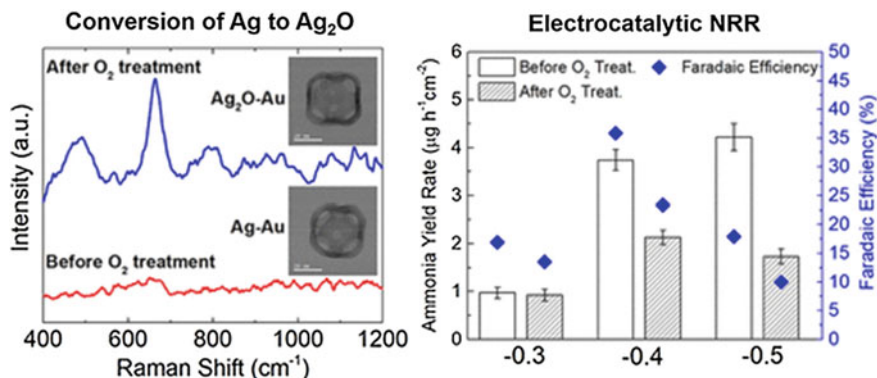 Conversion of Ag to Ag₂O
After O₂ treatment
Ag₂O-Au
Ag-Au
Before O₂ treatment
Intensity (a.u.)
400 600 800 1000 1200
Raman Shift (cm⁻¹)
Electrocatalytic NRR
Before O₂ Treat.
After O₂ Treat.
Faradaic Efficiency
Ammonia Yield Rate (μg h⁻¹cm⁻²)
6
5
4
3
2
1
0
-0.3 -0.4 -0.5
50
45
40
35
30
25
20
15
10
5
0
Faradaic Efficiency (%)